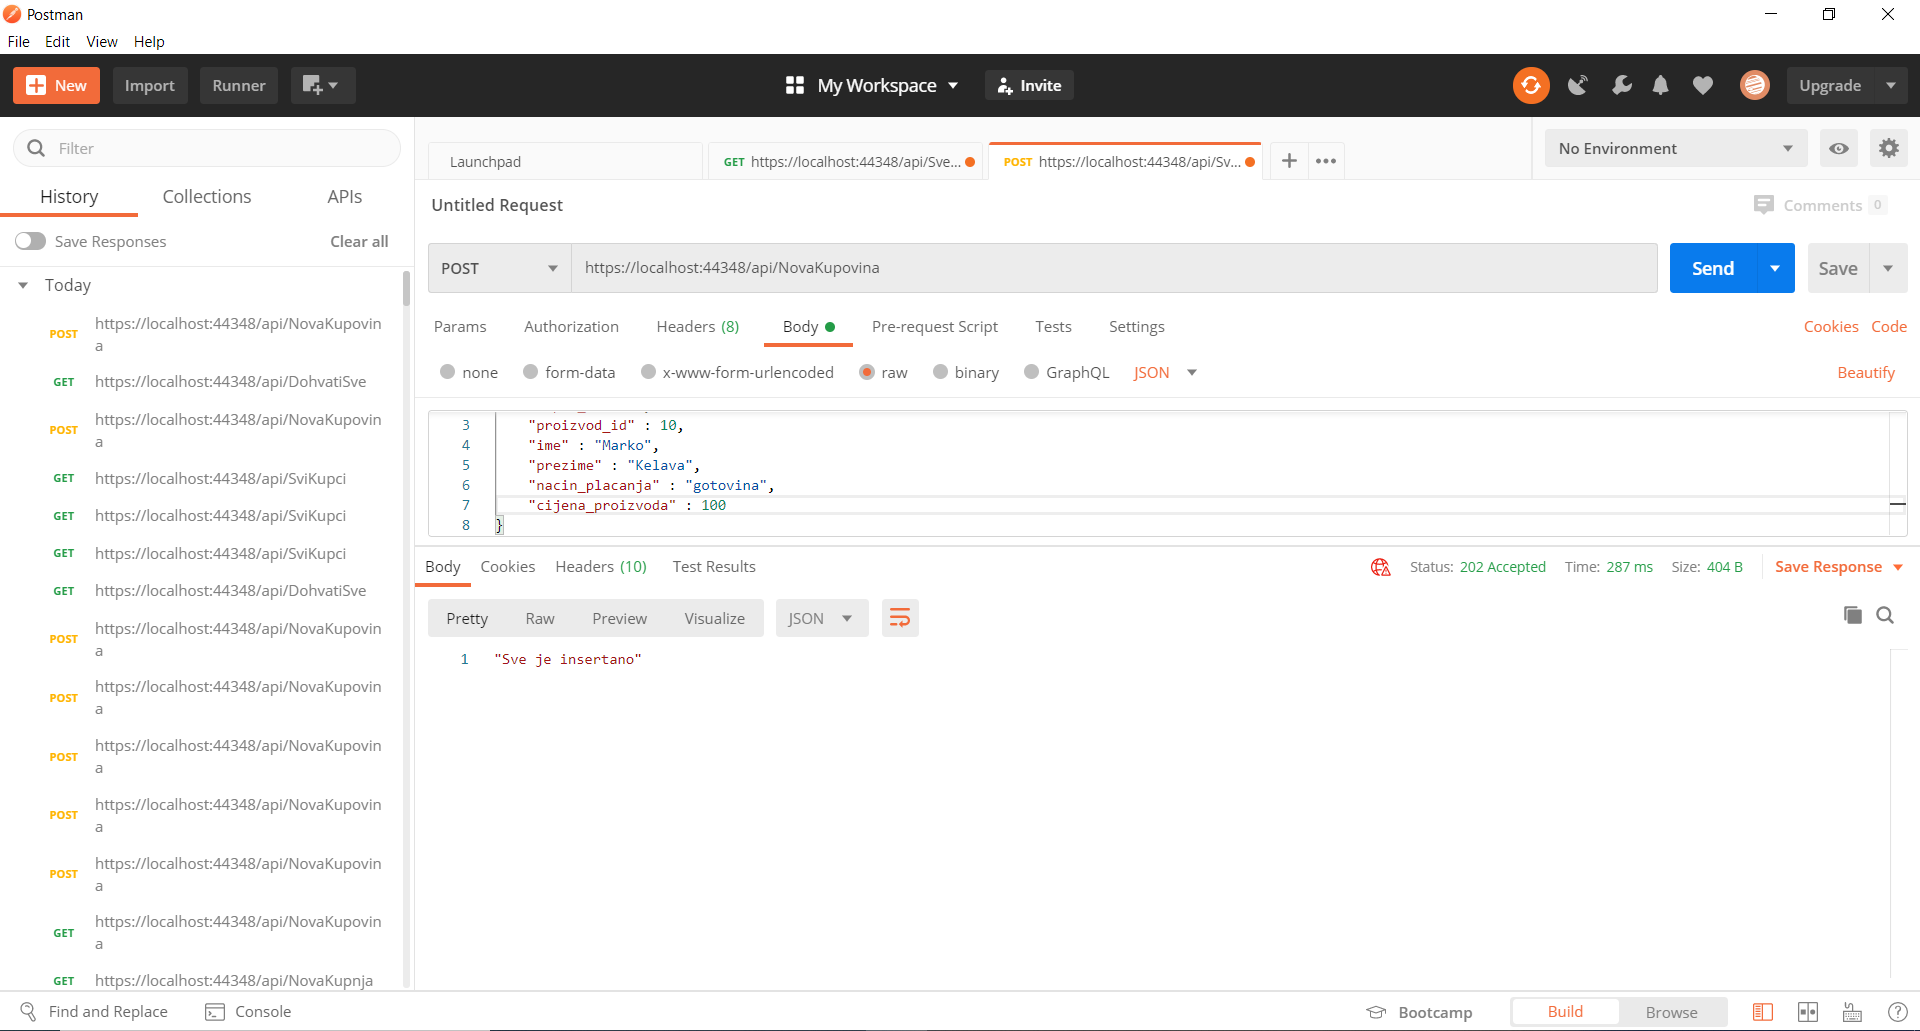 Postman
File Edit View Help
New Import Runner My Workspace Invite Upgrade
Filter
History Collections APIs
Save Responses Clear all
Today
POST https://localhost:44348/api/NovaKupovin
a
GET https://localhost:44348/api/DohvatiSve
POST https://localhost:44348/api/NovaKupovin
a
GET https://localhost:44348/api/SviKupci
GET https://localhost:44348/api/SviKupci
GET https://localhost:44348/api/SviKupci
GET https://localhost:44348/api/DohvatiSve
POST https://localhost:44348/api/NovaKupovin
a
POST https://localhost:44348/api/NovaKupovin
a
POST https://localhost:44348/api/NovaKupovin
a
POST https://localhost:44348/api/NovaKupovin
a
POST https://localhost:44348/api/NovaKupovin
a
GET https://localhost:44348/api/NovaKupovin
a
GET https://localhost:44348/api/NovaKupnja
Launchpad GET https://localhost:44348/api/Sve... POST https://localhost:44348/api/Sv... No Environment
Untitled Request Comments 0
POST https://localhost:44348/api/NovaKupovina Send Save
Params Authorization Headers (8) Body Pre-request Script Tests Settings Cookies Code
none form-data x-www-form-urlencoded raw binary GraphQL JSON Beautify
3 "proizvod_id" : 10,
4 "ime" : "Marko",
5 "prezime" : "Kelava",
6 "nacin_placanja" : "gotovina",
7 "cijena_proizvoda" : 100
8 }
Body Cookies Headers (10) Test Results Status: 202 Accepted Time: 287 ms Size: 404 B Save Response
Pretty Raw Preview Visualize JSON
1 "Sve je insertano"
Find and Replace Console Bootcamp Build Browse